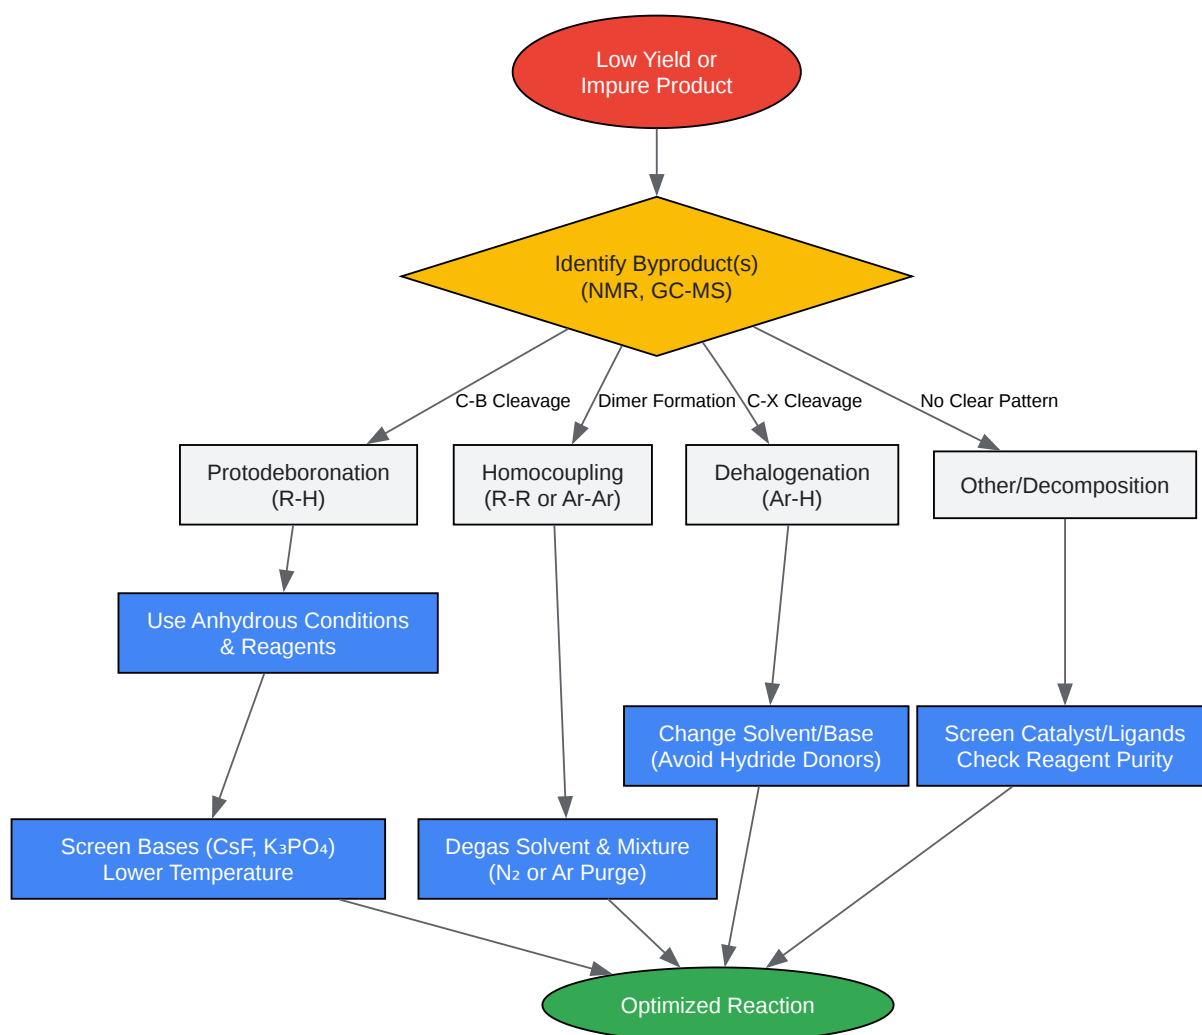 Low Yield or
Impure Product
Identify Byproduct(s)
(NMR, GC-MS)
C-B Cleavage
Dimer Formation
C-X Cleavage
No Clear Pattern
Protodeboronation
(R-H)
Homocoupling
(R-R or Ar-Ar)
Dehalogenation
(Ar-H)
Other/Decomposition
Use Anhydrous Conditions
& Reagents
Change Solvent/Base
(Avoid Hydride Donors)
Screen Catalyst/Ligands
Check Reagent Purity
Screen Bases (CsF, K₃PO₄)
Lower Temperature
Degas Solvent & Mixture
(N₂ or Ar Purge)
Optimized Reaction